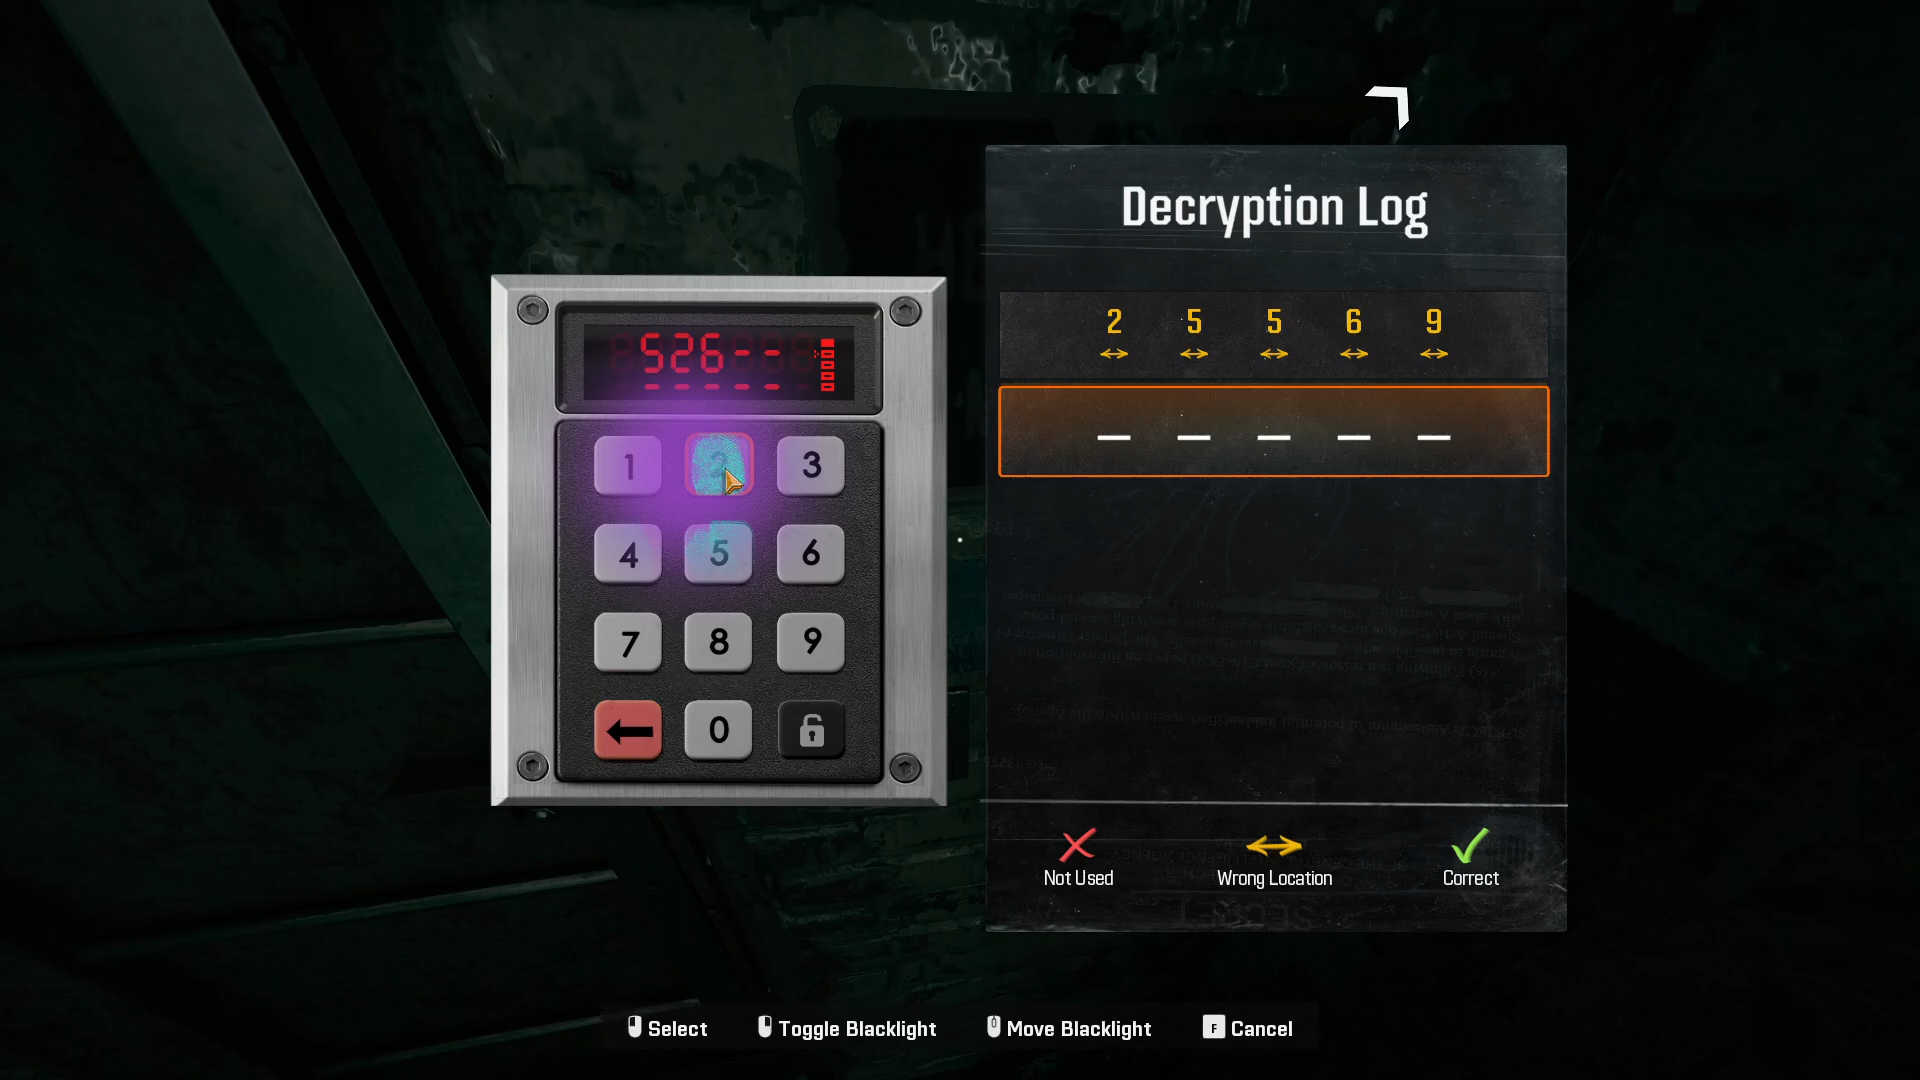 Decryption Log
2 5 5 6 9
526--
1 2 3
4 5 6
7 8 9
0
Not Used
Wrong Location
Correct
Select
Toggle Blacklight
Move Blacklight
F Cancel